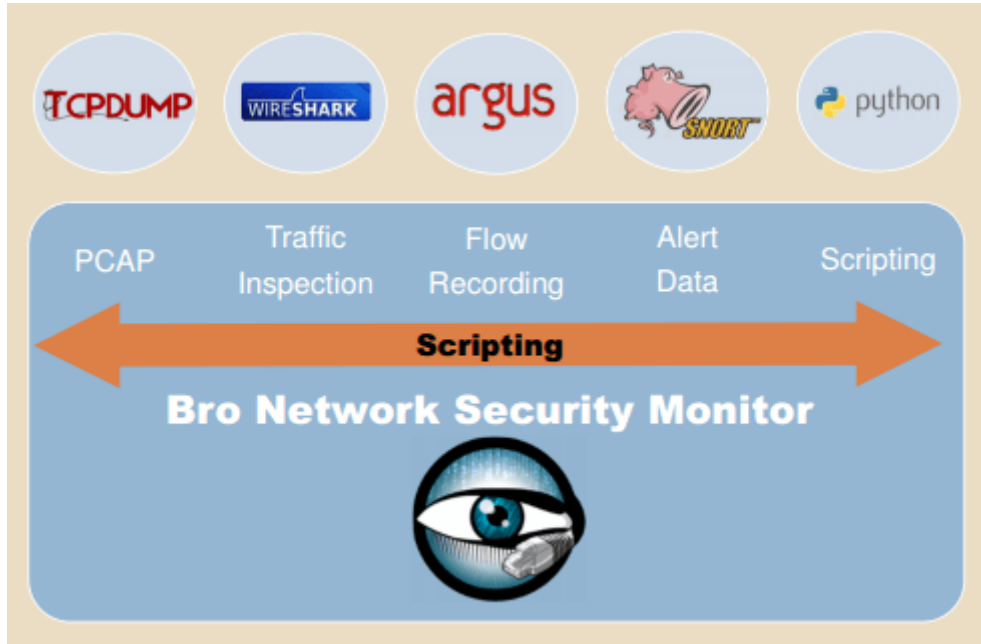 TCPDUMP
WIRESHARK
argus
SNORT
python
PCAP
Traffic
Inspection
Flow
Recording
Alert
Data
Scripting
Scripting
Bro Network Security Monitor